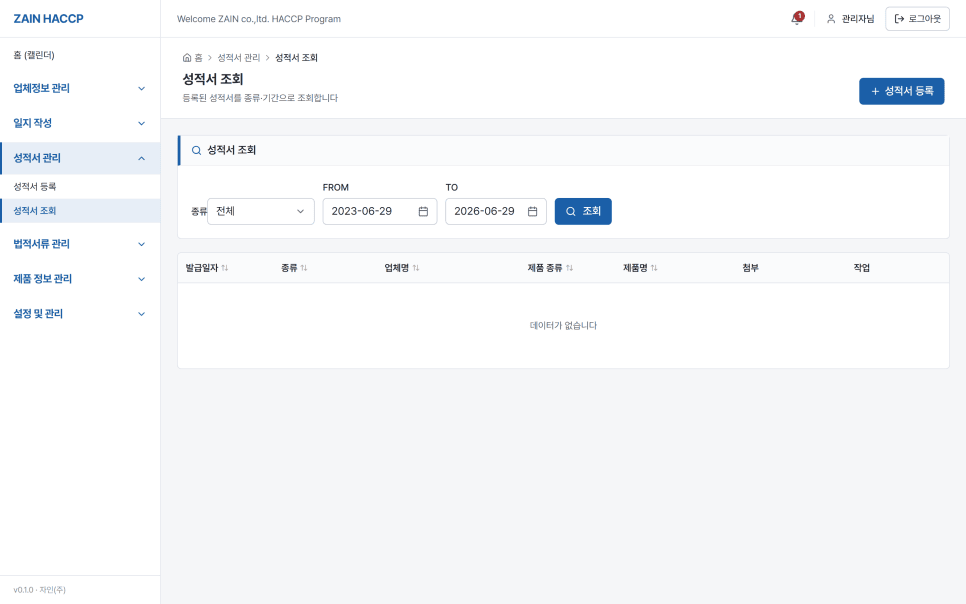 ZAIN HACCP
Welcome ZAIN co.,ltd. HACCP Program
1
관리자님
로그아웃
홈 (캘린더)
업체정보 관리
일지 작성
성적서 관리
성적서 등록
성적서 조회
법적서류 관리
제품 정보 관리
설정 및 관리
v0.1.0 · 자인(주)
홈 > 성적서 관리 > 성적서 조회
성적서 조회
등록된 성적서를 종류·기간으로 조회합니다
+ 성적서 등록
성적서 조회
FROM TO
종류 전체 2023-06-29 2026-06-29 조회
발급일자 종류 업체명 제품 종류 제품명 첨부 작업
데이터가 없습니다